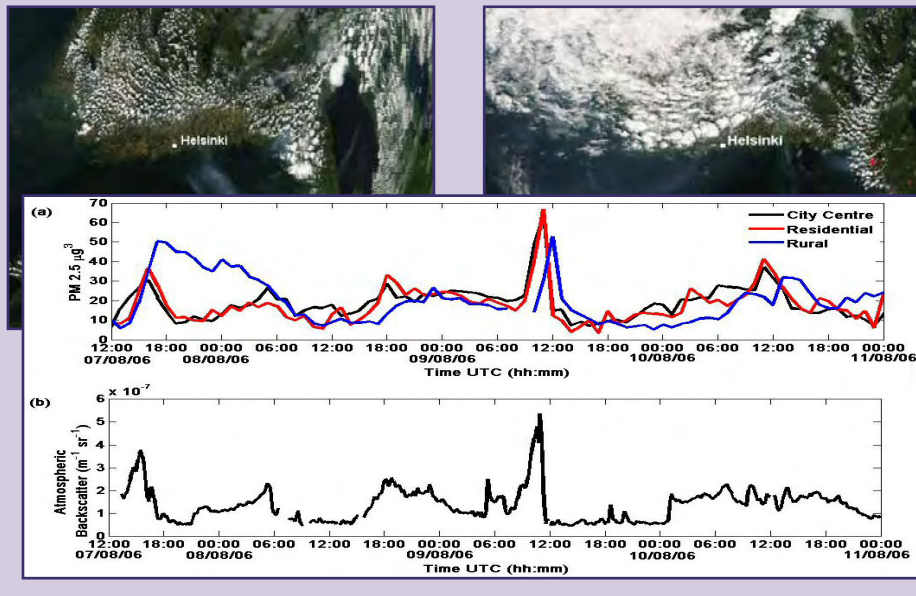 Helsinki
Helsinki
(a)
PM 2.5 µg³
70
60
50
40
30
20
10
0
City Centre
Residential
Rural
12:00 18:00 00:00 06:00 12:00 18:00 00:00 06:00 12:00 18:00 00:00 06:00 12:00 18:00 00:00
07/08/06 08/08/06 09/08/06 10/08/06 11/08/06
Time UTC (hh:mm)
(b)
x 10⁻⁷
Atmospheric
Backscatter (m⁻¹ sr⁻¹)
6
5
4
3
2
1
0
12:00 18:00 00:00 06:00 12:00 18:00 00:00 06:00 12:00 18:00 00:00 06:00 12:00 18:00 00:00
07/08/06 08/08/06 09/08/06 10/08/06 11/08/06
Time UTC (hh:mm)